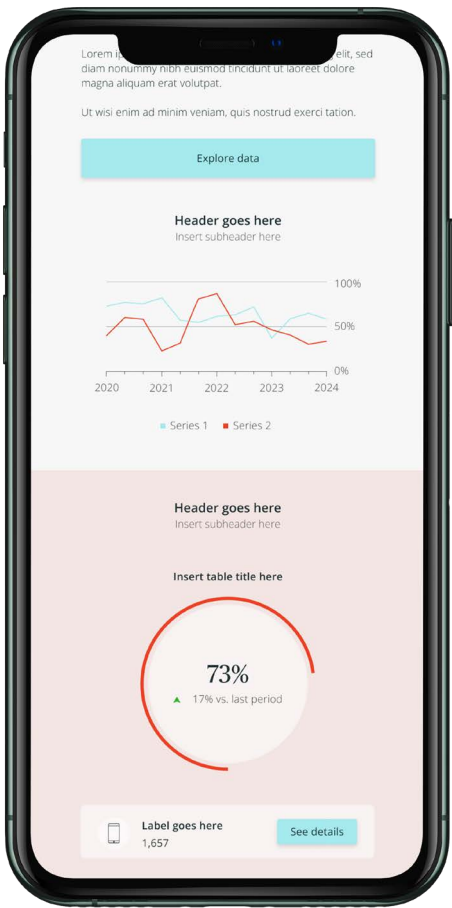 Lorem ip
elit, sed
diam nonummy nibh euismod tincidunt ut laoreet dolore
magna aliquam erat volutpat.
Ut wisi enim ad minim veniam, quis nostrud exerci tation.
Explore data
Header goes here
Insert subheader here
100%
50%
0%
2020 2021 2022 2023 2024
Series 1 Series 2
Header goes here
Insert subheader here
Insert table title here
73%
17% vs. last period
Label goes here
1,657
See details